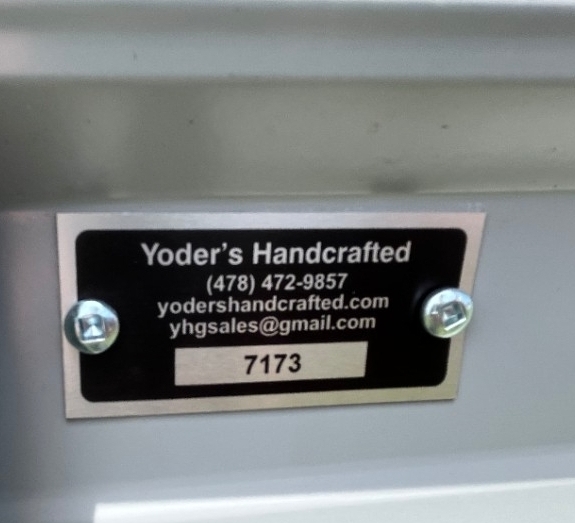 Yoder's Handcrafted
(478) 472-9857
yodershandcrafted.com
yhgsales@gmail.com
7173